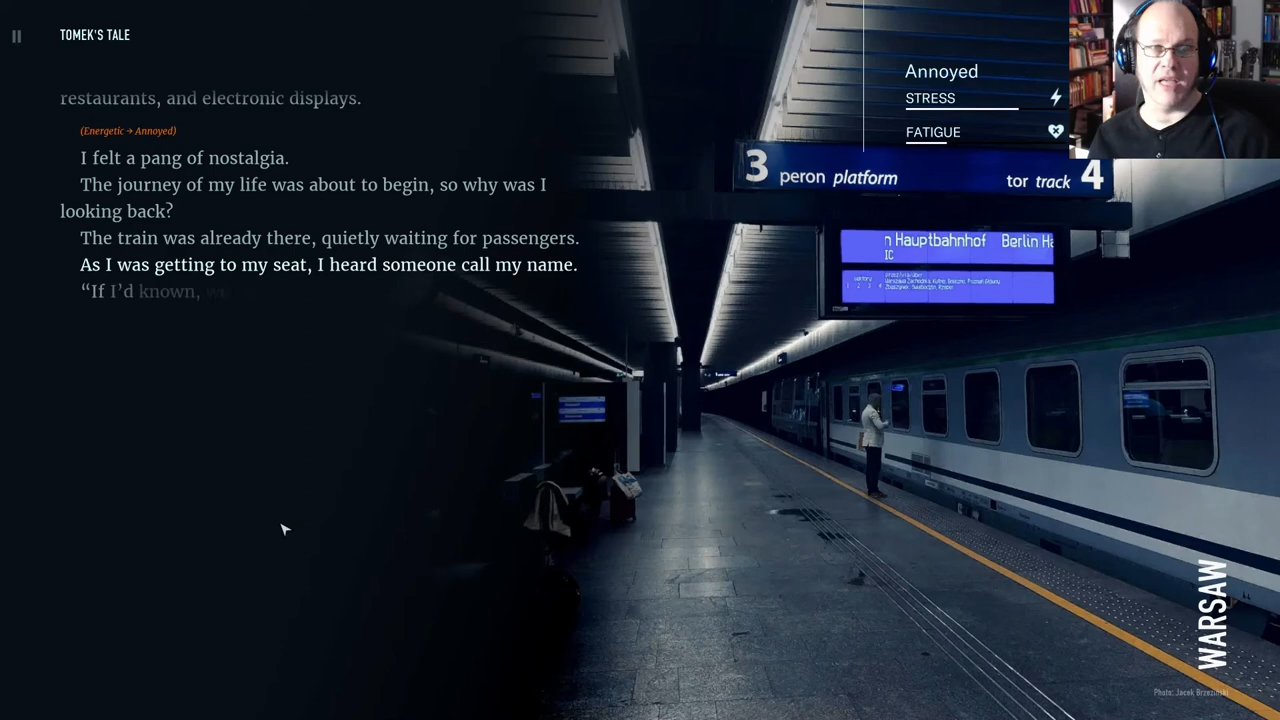 TOMEK'S TALE
restaurants, and electronic displays.
(Energetic → Annoyed)
I felt a pang of nostalgia.
The journey of my life was about to begin, so why was I
looking back?
The train was already there, quietly waiting for passengers.
As I was getting to my seat, I heard someone call my name.
“If I’d known, we
Annoyed
STRESS
FATIGUE
3 peron platform tor track 4
n Hauptbahnhof Berlin Ha
IC
WARSAW
Photo: Jacek Brzezinski